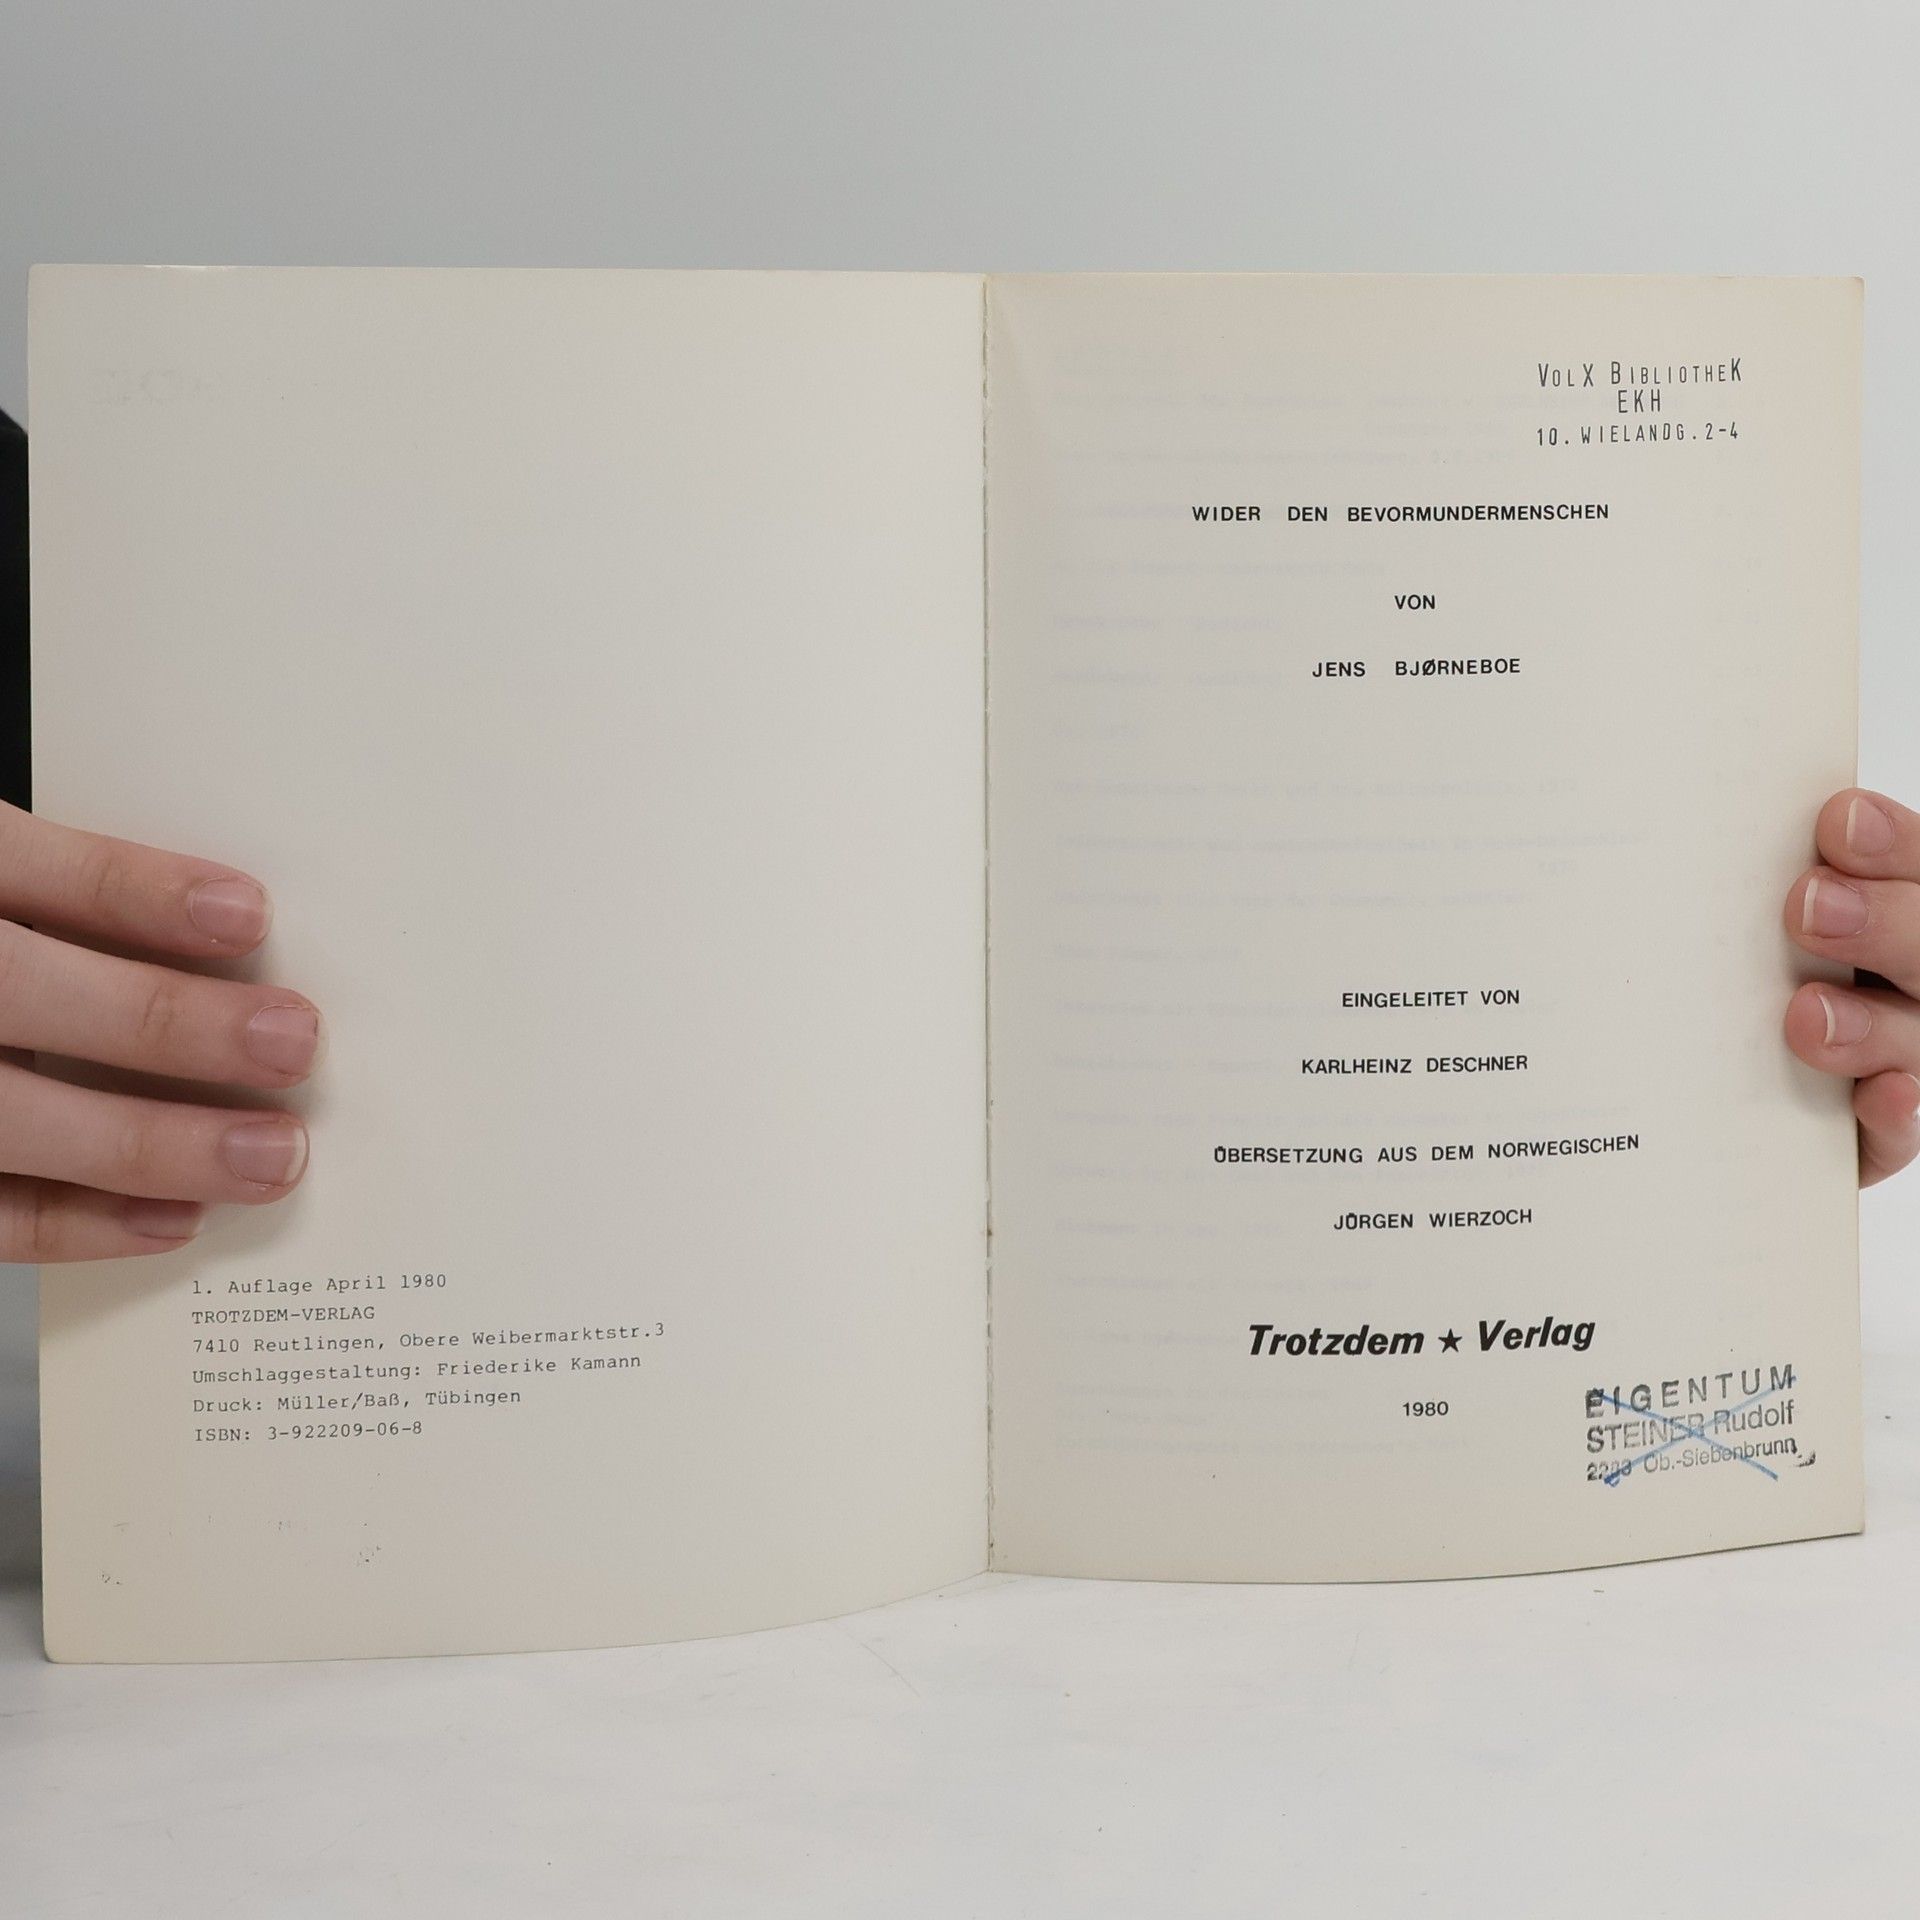 1. Auflage April 1980
TROTZDEM-VERLAG
7410 Reutlingen, Obere Weibermarktstr.3
Umschlaggestaltung: Friederike Kamann
Druck: Müller/Baß, Tübingen
ISBN: 3-922209-06-8
VOLX BIBLIOTHEK
EKH
10. WIELANDG. 2-4
WIDER DEN BEVORMUNDERMENSCHEN
VON
JENS BJØRNEBOE
EINGELEITET VON
KARLHEINZ DESCHNER
ÜBERSETZUNG AUS DEM NORWEGISCHEN
JÜRGEN WIERZOCH
Trotzdem ★ Verlag
1980
EIGENTUM
STEINER Rudolf
Ob.-Siebenbrunn